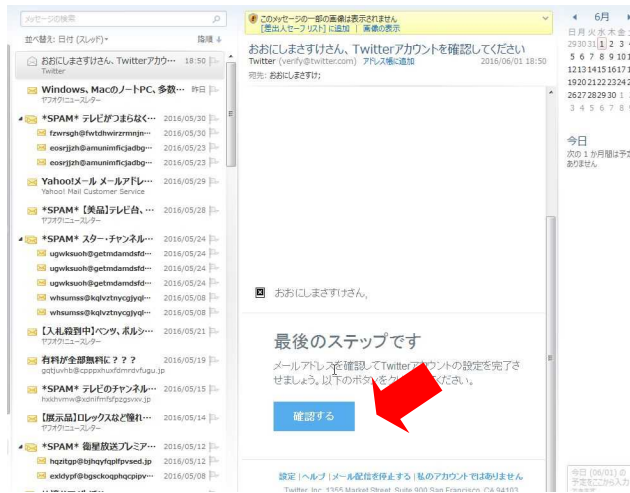 メッセージの検索
並べ替え: 日付 (スレッド)▾ 降順 ↓
おおにしまさすけさん、Twitterアカウ… 18:50
Twitter
Windows、MacのノートPC、多数… 昨日
ヤフオク!ニュースレター
*SPAM* テレビがつまらなく… 2016/05/30
fzwrsgh@fwtdhwirzrmnjn… 2016/05/30
eosrjjzh@amunimficjadbg… 2016/05/23
eosrjjzh@amunimficjadbg… 2016/05/23
Yahoo!メール メールアドレ… 2016/05/29
Yahoo! Mail Customer Service
*SPAM* 【美品】テレビ台、… 2016/05/28
ヤフオク!ニュースレター
*SPAM* スター・チャンネル… 2016/05/24
ugwksuoh@getmdamdsfd… 2016/05/24
ugwksuoh@getmdamdsfd… 2016/05/24
ugwksuoh@getmdamdsfd… 2016/05/24
whsumss@kqlvztnycgjyql… 2016/05/08
whsumss@kqlvztnycgjyql… 2016/05/08
【入札殺到中】ベンツ、ポルシ… 2016/05/21
ヤフオク!ニュースレター
有料が全部無料に？？？ 2016/05/19
gqtjuvhb@cppxhuxfdmrdvfugu.jp
*SPAM* テレビのチャンネル… 2016/05/15
hxxhvmw@xdnifmfsfpzgsvxv.jp
【展示品】ロレックスなど憧れ… 2016/05/14
ヤフオク!ニュースレター
*SPAM* 衛星放送プレミア… 2016/05/12
hqzitgp@bjhqyfqplfpvsed.jp 2016/05/12
exldypf@bgsckoqphqcpipv… 2016/05/08
このメッセージの一部の画像は表示されません
[差出人セーフ リスト] に追加 | 画像の表示
おおにしまさすけさん、Twitterアカウントを確認してください
Twitter (verify@twitter.com) アドレス帳に追加 2016/06/01 18:50
宛先: おおにしまさすけ;
おおにしまさすけさん,
最後のステップです
メールアドレスを確認してTwitterアカウントの設定を完了さ
せましょう。以下のボタンをク ください。
確認する
設定 | ヘルプ | メール配信を停止する | 私のアカウントではありません
Twitter, Inc. 1355 Market Street, Suite 900 San Francisco, CA 94103
6月
日 月 火 水 木 金
29 30 31 1 2 3
5 6 7 8 9 10
12 13 14 15 16 17
19 20 21 22 23 24
26 27 28 29 30 1
3 4 5 6 7 8
今日
次の 1 か月間は予定
ありません
今日 (06/01) の
予定をここから入力